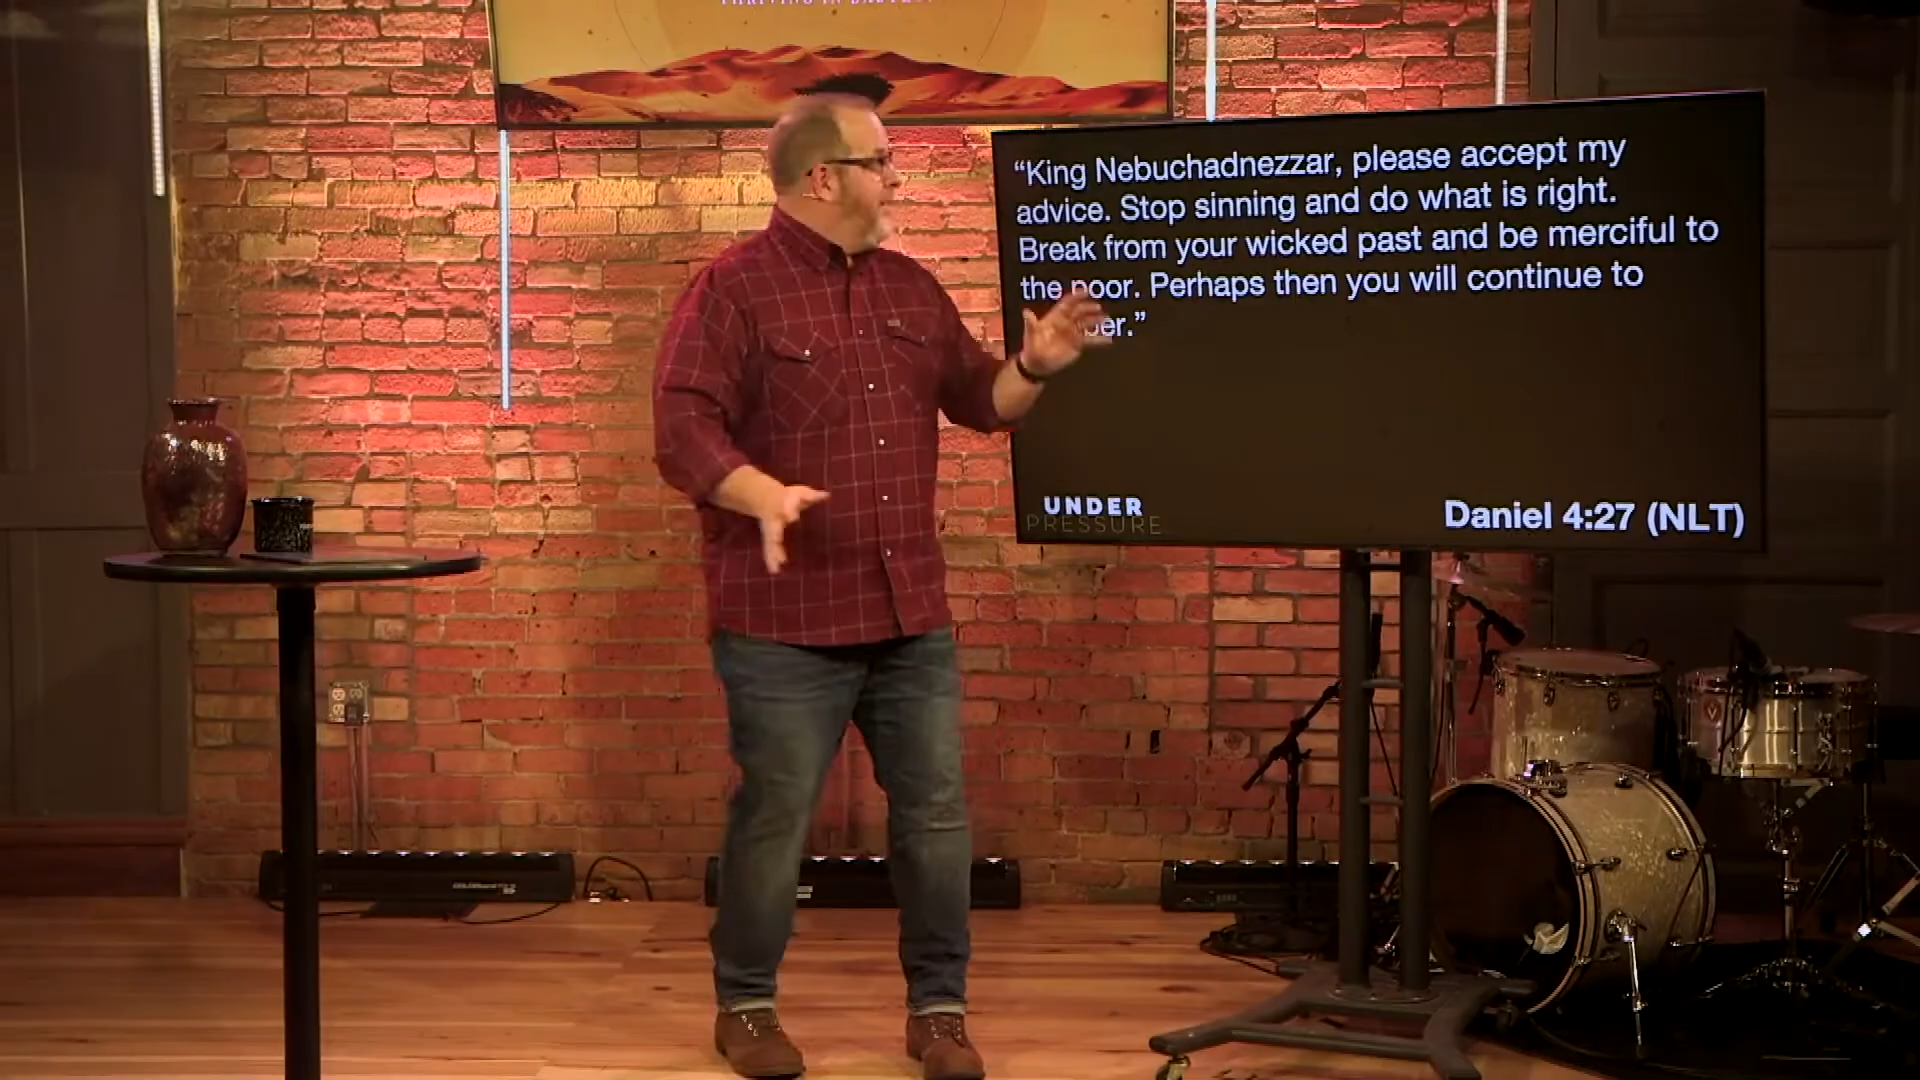 “King Nebuchadnezzar, please accept my
advice. Stop sinning and do what is right.
Break from your wicked past and be merciful to
the poor. Perhaps then you will continue to
per.”
UNDER
PRESSURE
Daniel 4:27 (NLT)